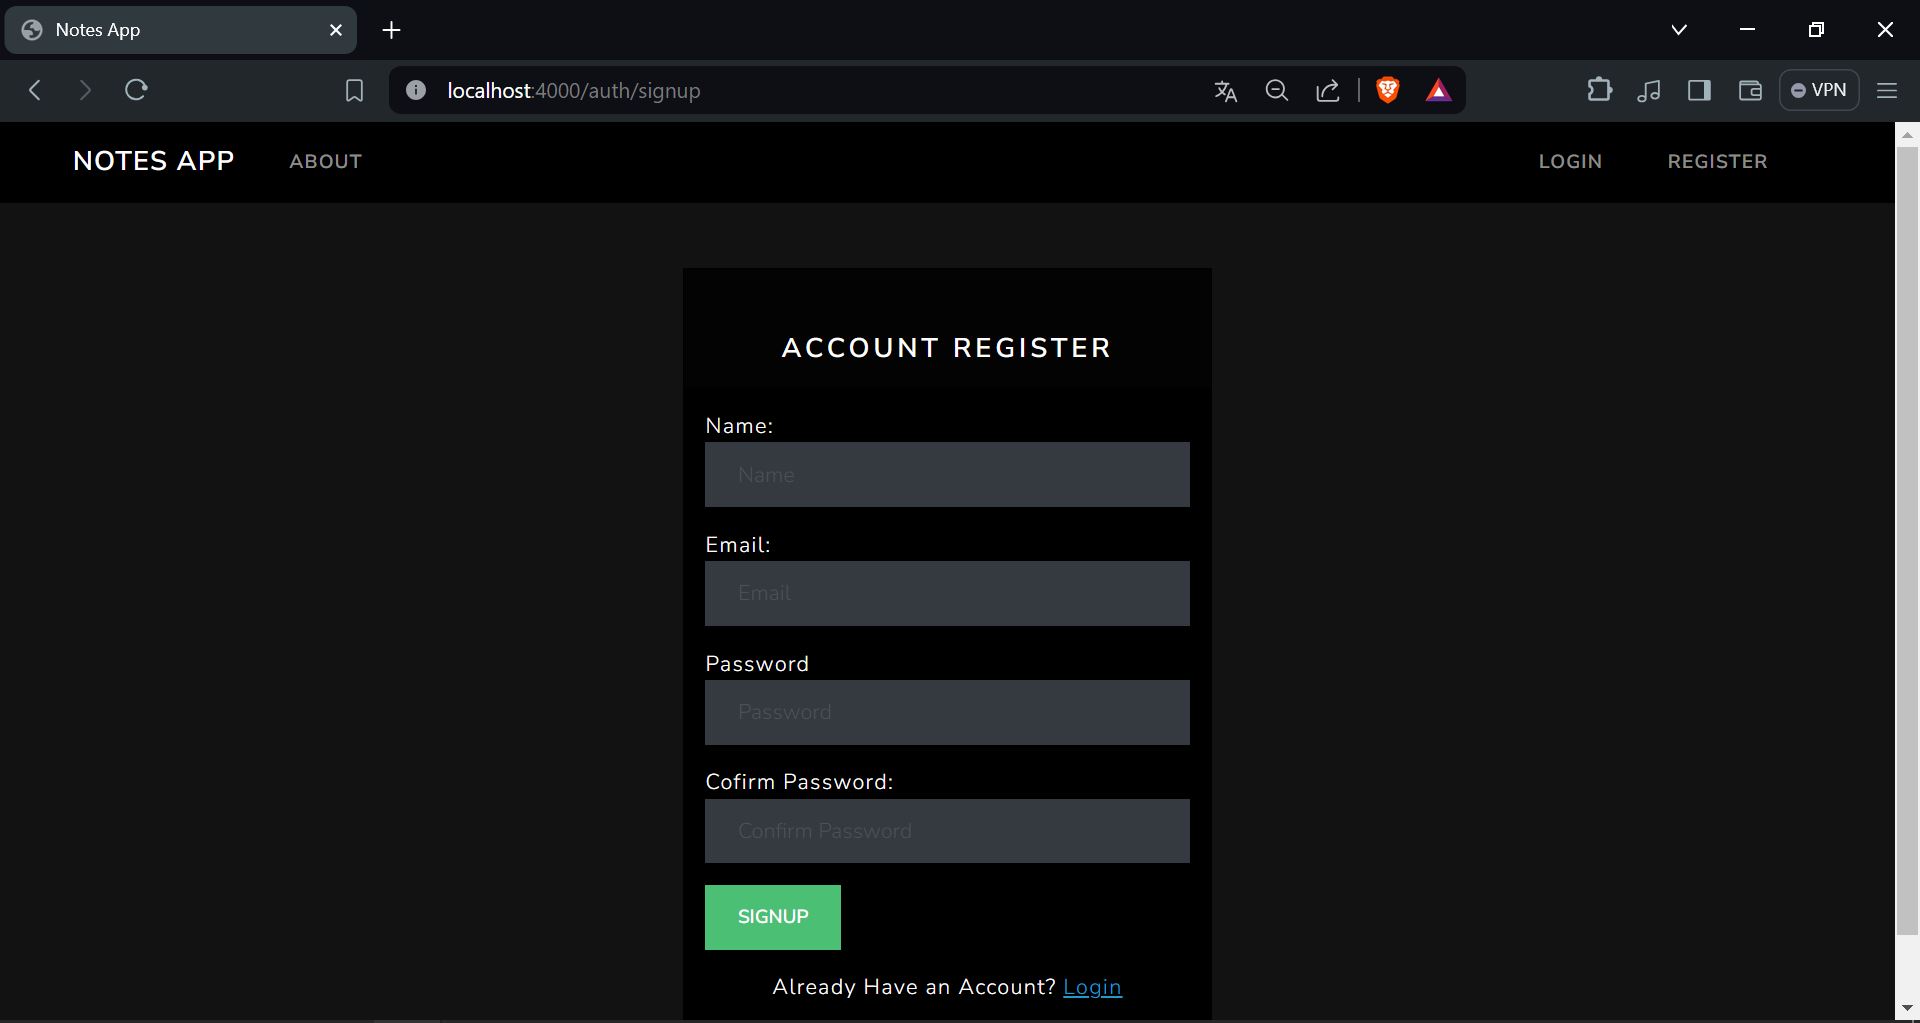 Notes App
localhost:4000/auth/signup
VPN
NOTES APP ABOUT LOGIN REGISTER
ACCOUNT REGISTER
Name:
Name
Email:
Email
Password
Password
Cofirm Password:
Confirm Password
SIGNUP
Already Have an Account? Login